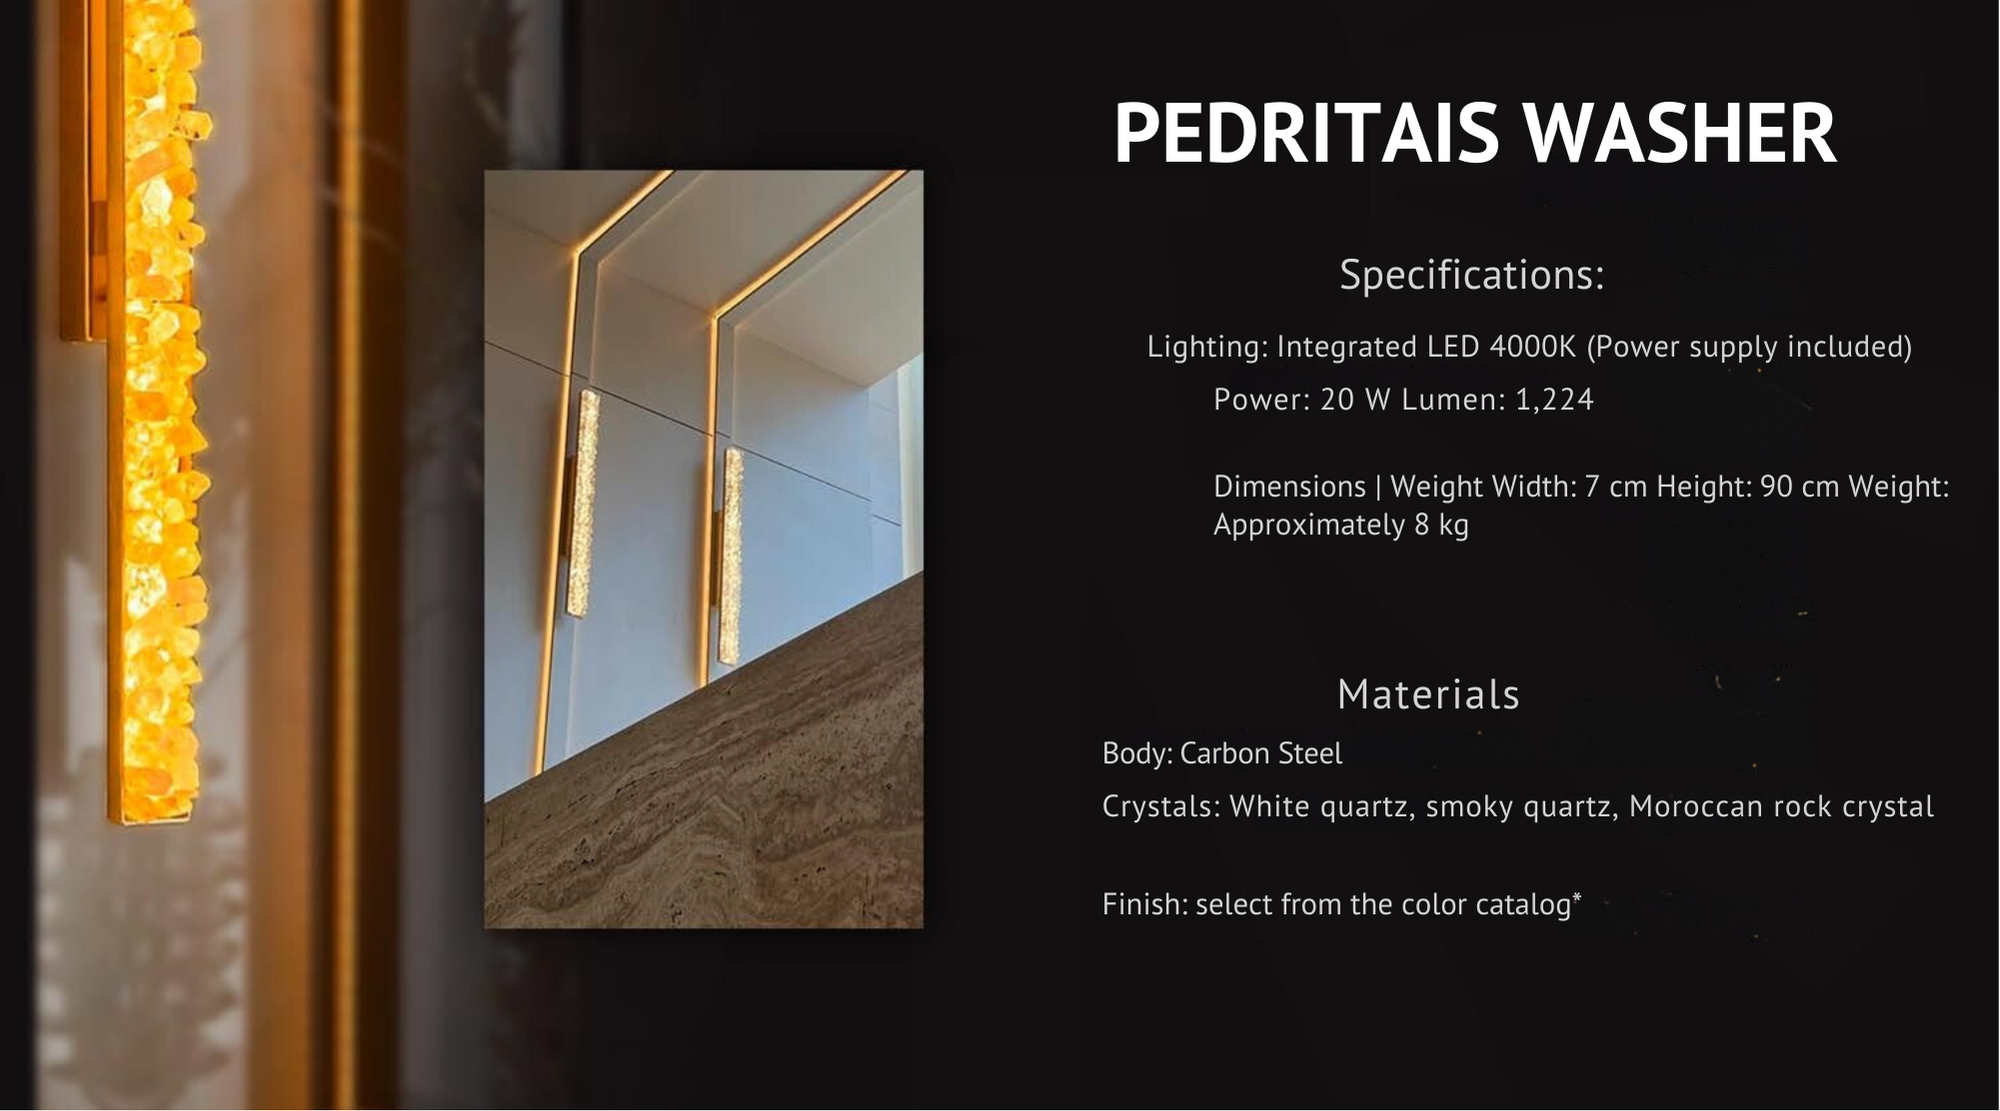 PEDRITAIS WASHER
Specifications:
Lighting: Integrated LED 4000K (Power supply included)
Power: 20 W Lumen: 1,224
Dimensions | Weight Width: 7 cm Height: 90 cm Weight:
Approximately 8 kg
Materials
Body: Carbon Steel
Crystals: White quartz, smoky quartz, Moroccan rock crystal
Finish: select from the color catalog*